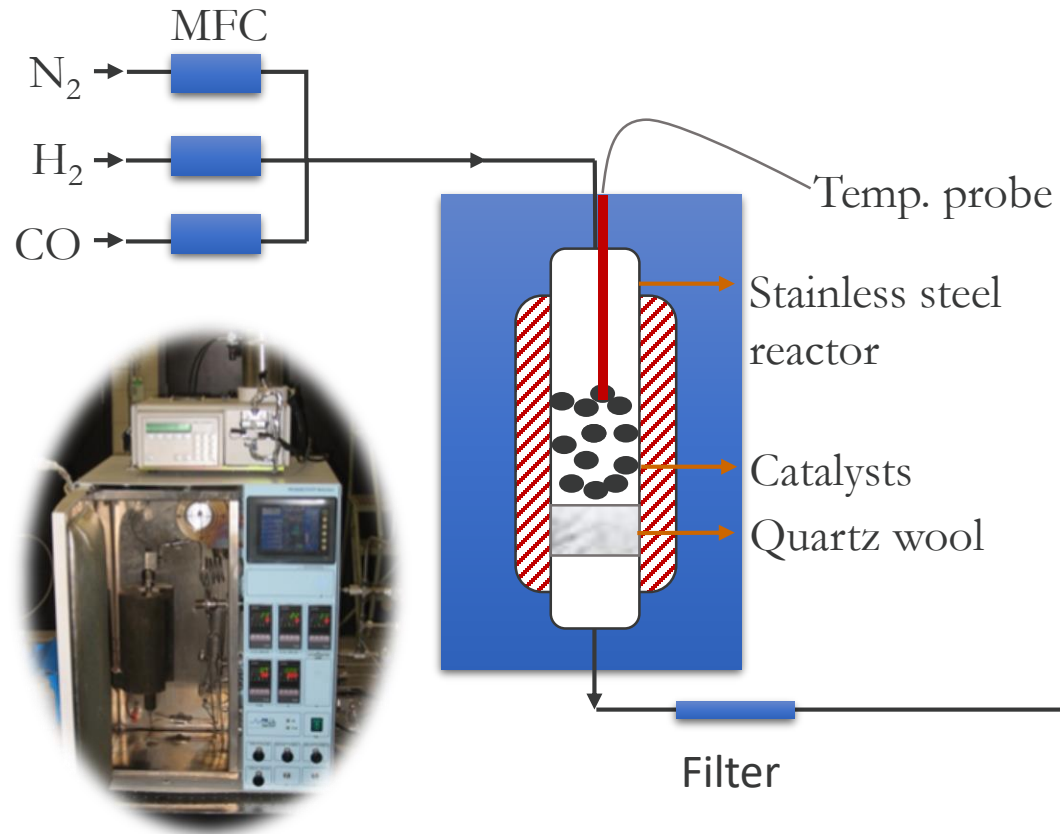 MFC
N₂
H₂
CO
Temp. probe
Stainless steel
reactor
Catalysts
Quartz wool
Filter